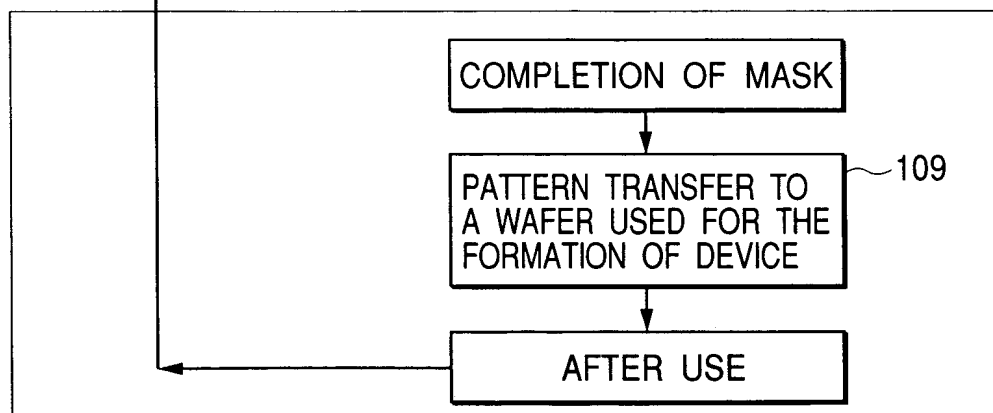 COMPLETION OF MASK
PATTERN TRANSFER TO
A WAFER USED FOR THE
FORMATION OF DEVICE
109
AFTER USE